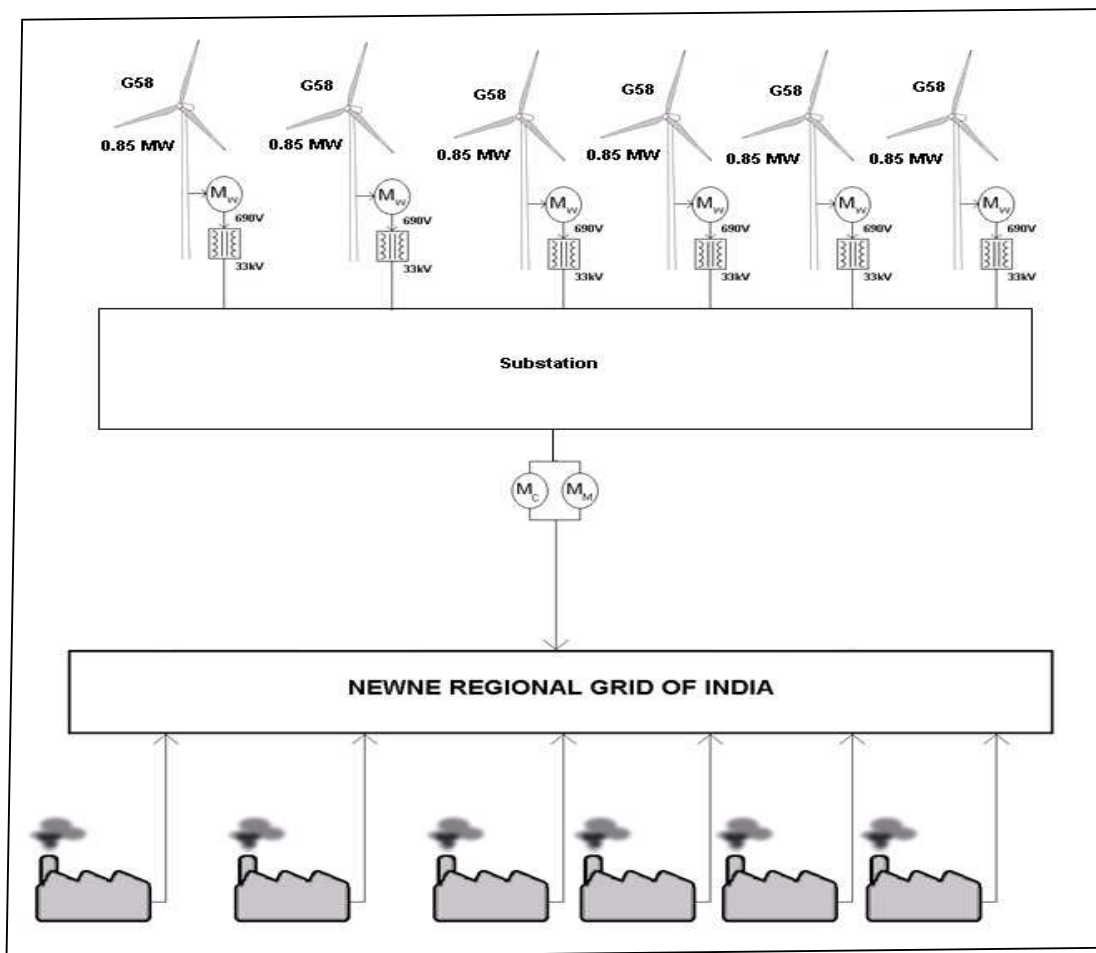 G58
G58
G58
G58
G58
G58
0.85 MW
0.85 MW
0.85 MW
0.85 MW
0.85 MW
0.85 MW
MW
MW
MW
MW
MW
MW
690V
690V
690V
690V
690V
690V
33kV
33kV
33kV
33kV
33kV
33kV
Substation
MC
MM
NEWNE REGIONAL GRID OF INDIA